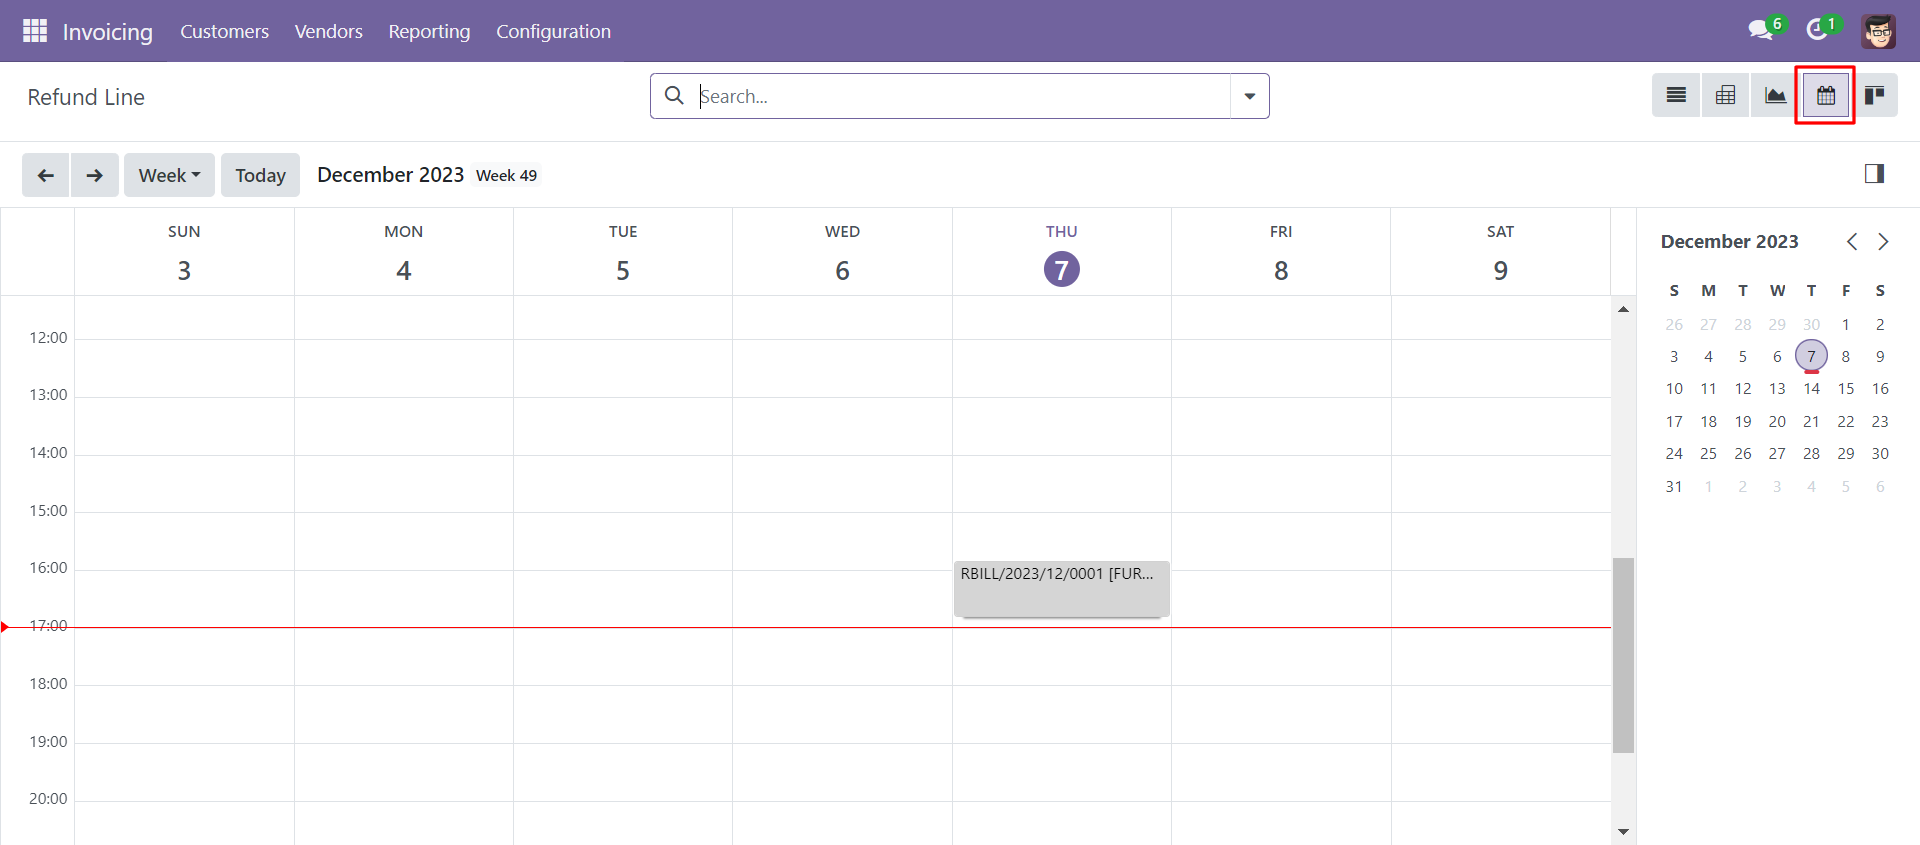 Invoicing Customers Vendors Reporting Configuration 6 1
Refund Line Search...
Week Today December 2023 Week 49
SUN MON TUE WED THU FRI SAT
3 4 5 6 7 8 9
12:00
13:00
14:00
15:00
16:00
17:00
18:00
19:00
20:00
RBILL/2023/12/0001 [FUR...
December 2023
S M T W T F S
26 27 28 29 30 1 2
3 4 5 6 7 8 9
10 11 12 13 14 15 16
17 18 19 20 21 22 23
24 25 26 27 28 29 30
31 1 2 3 4 5 6